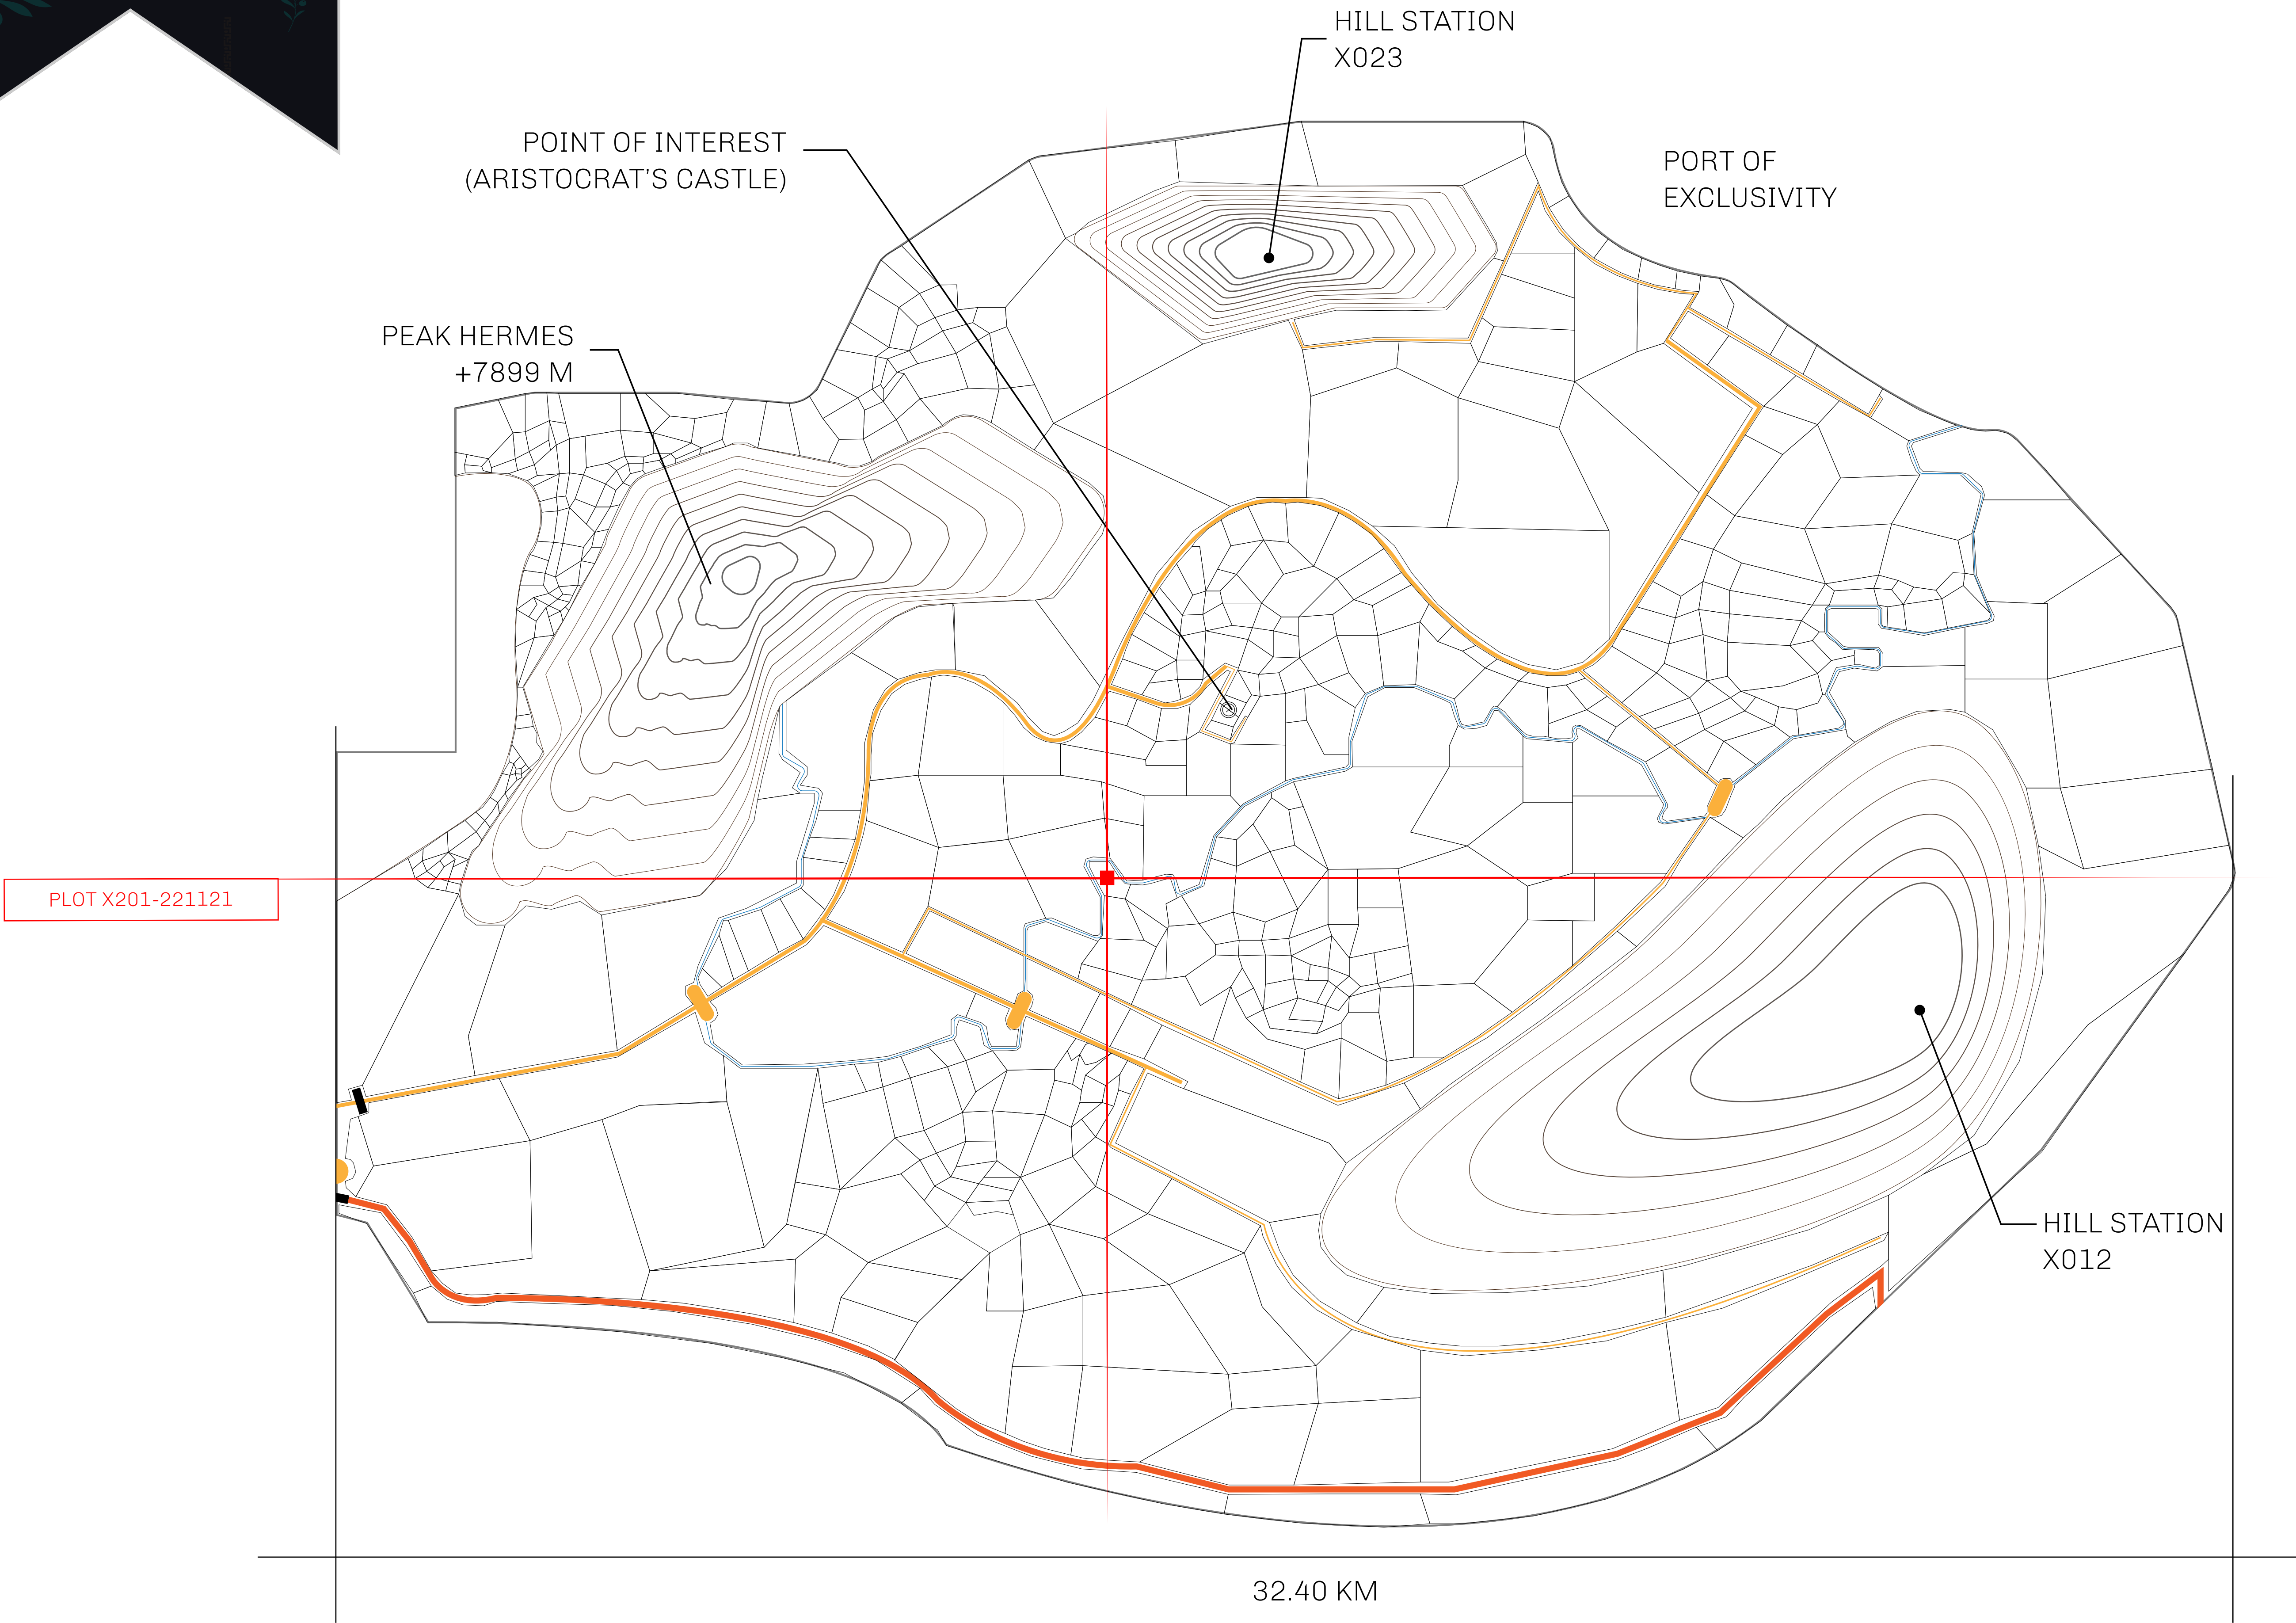 HILL STATION
X023
POINT OF INTEREST
(ARISTOCRAT'S CASTLE)
PORT OF
EXCLUSIVITY
PEAK HERMES
+7899 M
PLOT X201-221121
HILL STATION
X012
32.40 KM